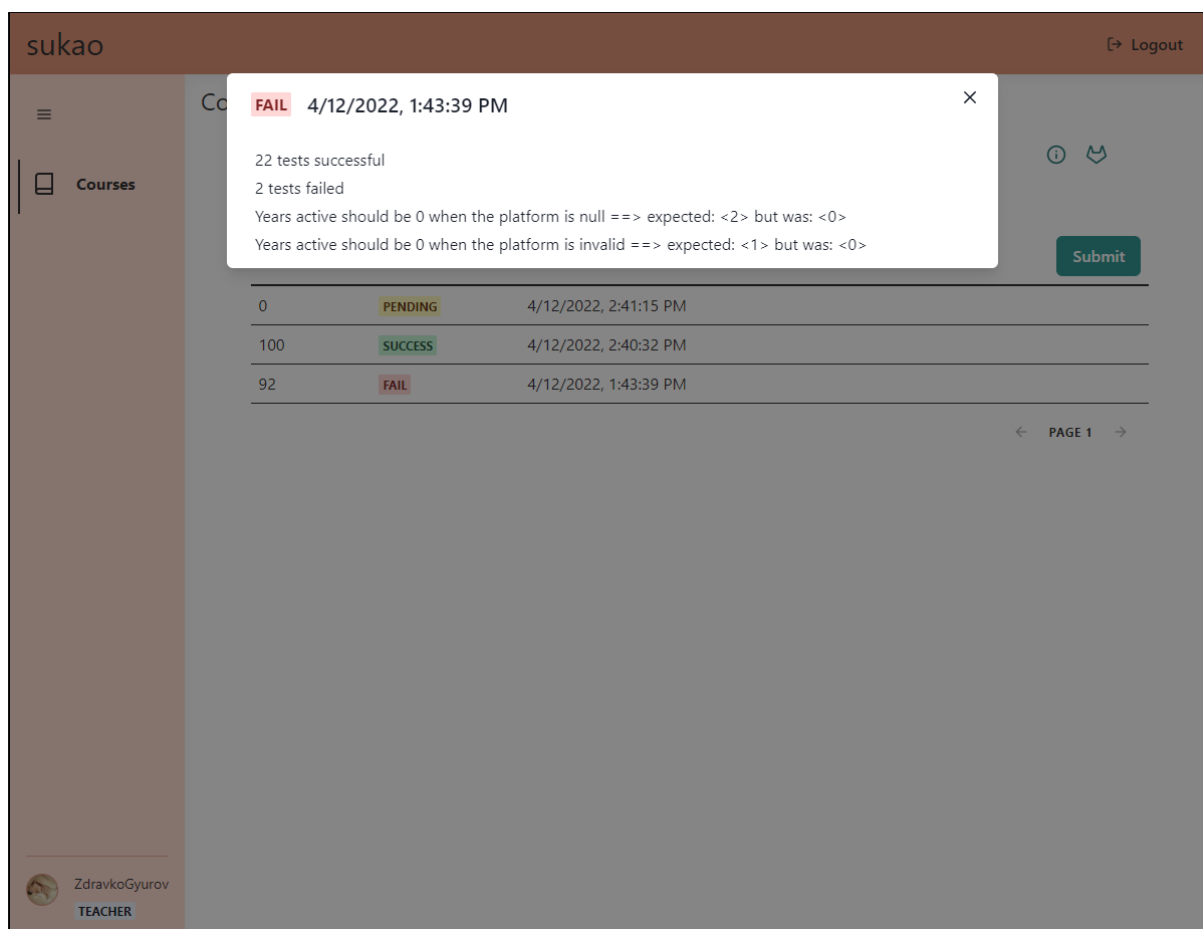 sukao
Logout
Co
FAIL 4/12/2022, 1:43:39 PM
22 tests successful
2 tests failed
Years active should be 0 when the platform is null ==> expected: <2> but was: <0>
Years active should be 0 when the platform is invalid ==> expected: <1> but was: <0>
Courses
Submit
0 PENDING 4/12/2022, 2:41:15 PM
100 SUCCESS 4/12/2022, 2:40:32 PM
92 FAIL 4/12/2022, 1:43:39 PM
PAGE 1
ZdravkoGyurov
TEACHER